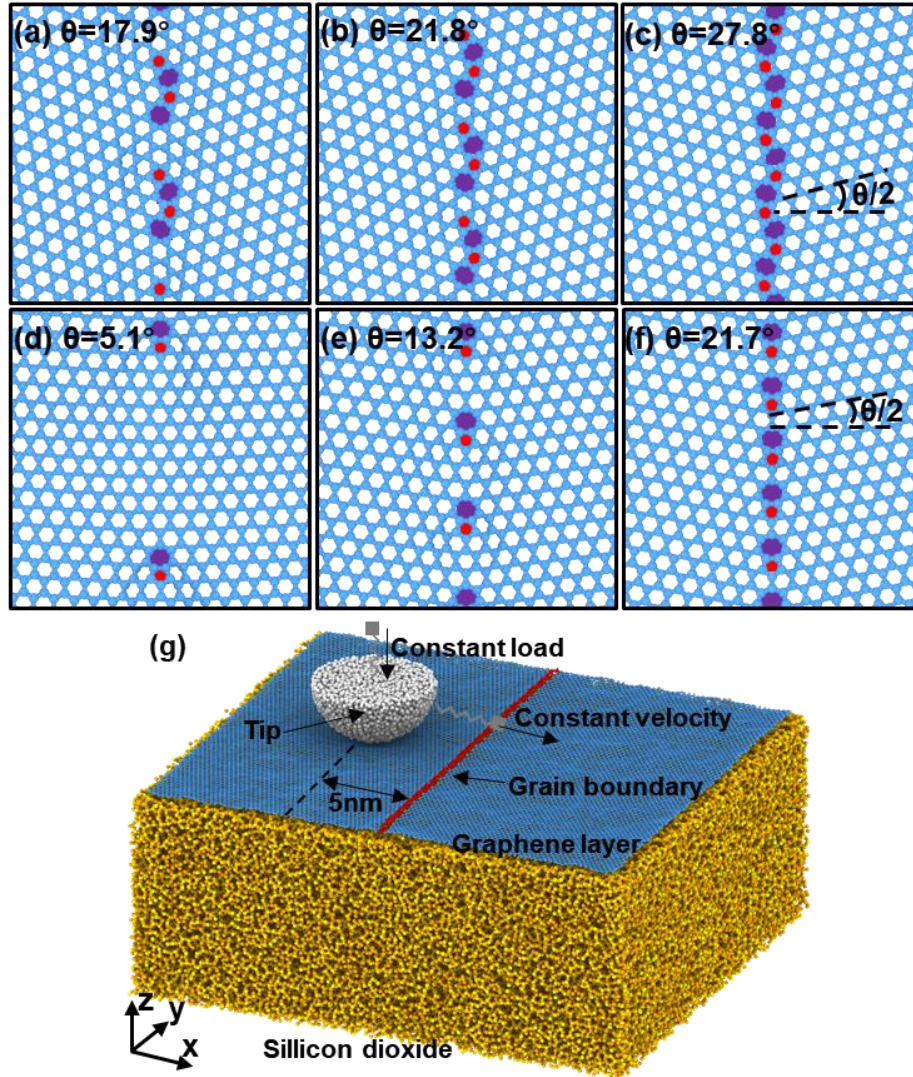 (a) θ=17.9°
(b) θ=21.8°
(c) θ=27.8°
θ/2
(d) θ=5.1°
(e) θ=13.2°
(f) θ=21.7°
θ/2
(g)
Constant load
Tip
Constant velocity
Grain boundary
5nm
Graphene layer
z
y
x
Sillicon dioxide